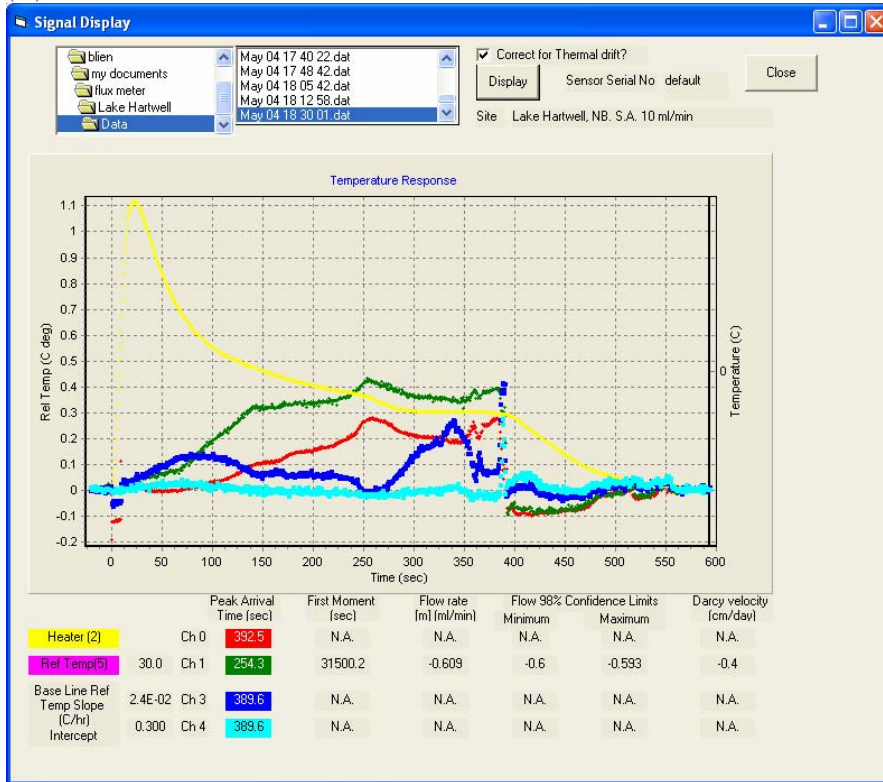 Signal Display
blien
my documents
flux meter
Lake Hartwell
Data
May 04 17 40 22.dat
May 04 17 48 42.dat
May 04 18 05 42.dat
May 04 18 12 58.dat
May 04 18 30 01.dat
Correct for Thermal drift?
Display
Sensor Serial No default
Close
Site Lake Hartwell, NB. S.A. 10 ml/min
Temperature Response
Rel Temp (C deg)
1.1
1
0.9
0.8
0.7
0.6
0.5
0.4
0.3
0.2
0.1
0
-0.1
-0.2
0
Temperature (C)
0 50 100 150 200 250 300 350 400 450 500 550 600
Time (sec)
Peak Arrival First Moment Flow rate Flow 98% Confidence Limits Darcy velocity
Time (sec) (sec) [m] (ml/min) Minimum Maximum (cm/day)
Heater (2) Ch 0 392.5 N.A. N.A. N.A. N.A. N.A.
Ref Temp(5) 30.0 Ch 1 254.3 31500.2 -0.609 -0.6 -0.593 -0.4
Base Line Ref
Temp Slope 2.4E-02 Ch 3 389.6 N.A. N.A. N.A. N.A. N.A.
(C/hr)
Intercept 0.300 Ch 4 389.6 N.A. N.A. N.A. N.A. N.A.